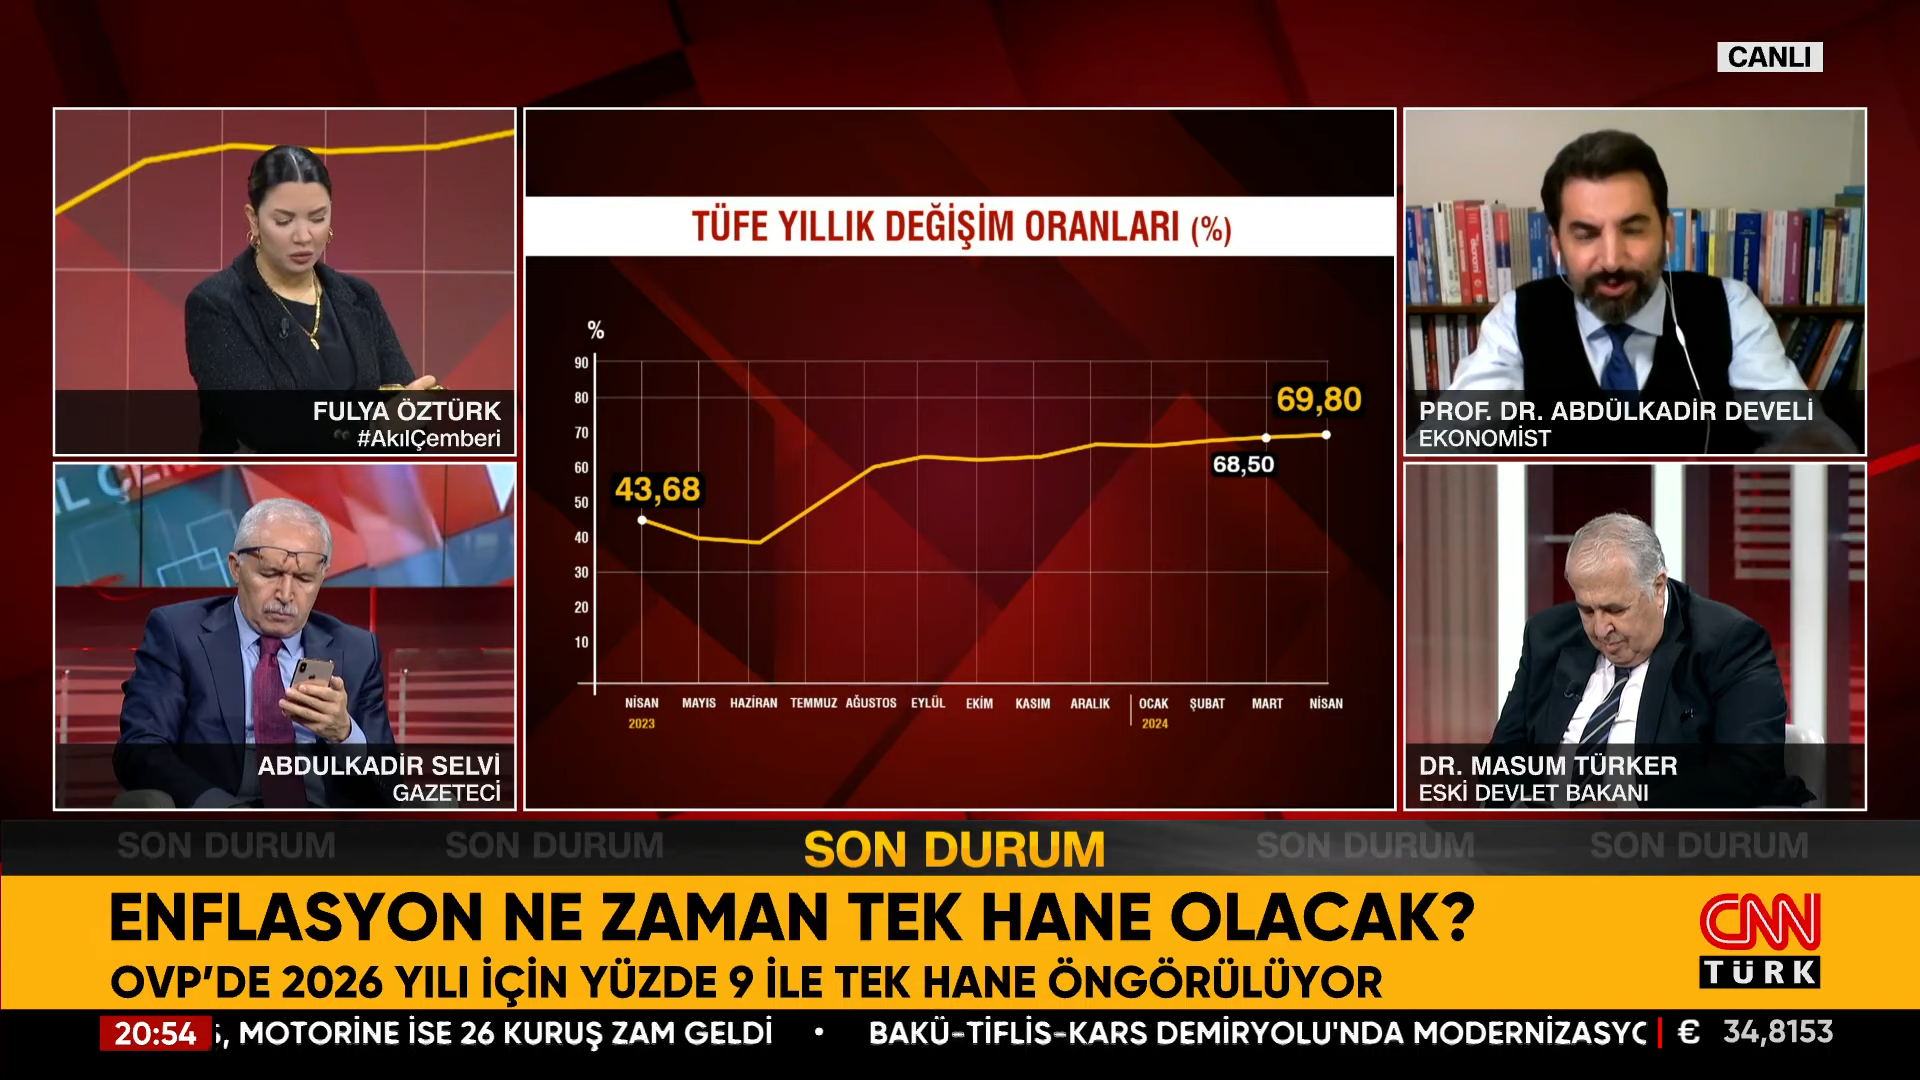 CANLI
FULYA ÖZTÜRK
#AkılÇemberi
ABDULKADİR SELVİ
GAZETECİ
TÜFE YILLIK DEĞİŞİM ORANLARI (%)
%
90
80
70
60
50
40
30
20
10
43,68
68,50
69,80
NİSAN MAYIS HAZİRAN TEMMUZ AĞUSTOS EYLÜL EKİM KASIM ARALIK OCAK ŞUBAT MART NİSAN
2023 2024
PROF. DR. ABDÜLKADİR DEVELİ
EKONOMİST
DR. MASUM TÜRKER
ESKİ DEVLET BAKANI
SON DURUM SON DURUM SON DURUM SON DURUM SON DURUM
ENFLASYON NE ZAMAN TEK HANE OLACAK?
OVP'DE 2026 YILI İÇİN YÜZDE 9 İLE TEK HANE ÖNGÖRÜLÜYOR
CNN
TÜRK
20:54 , MOTORİNE İSE 26 KURUŞ ZAM GELDİ • BAKÜ-TİFLİS-KARS DEMİRYOLU'NDA MODERNİZASYO € 34,8153